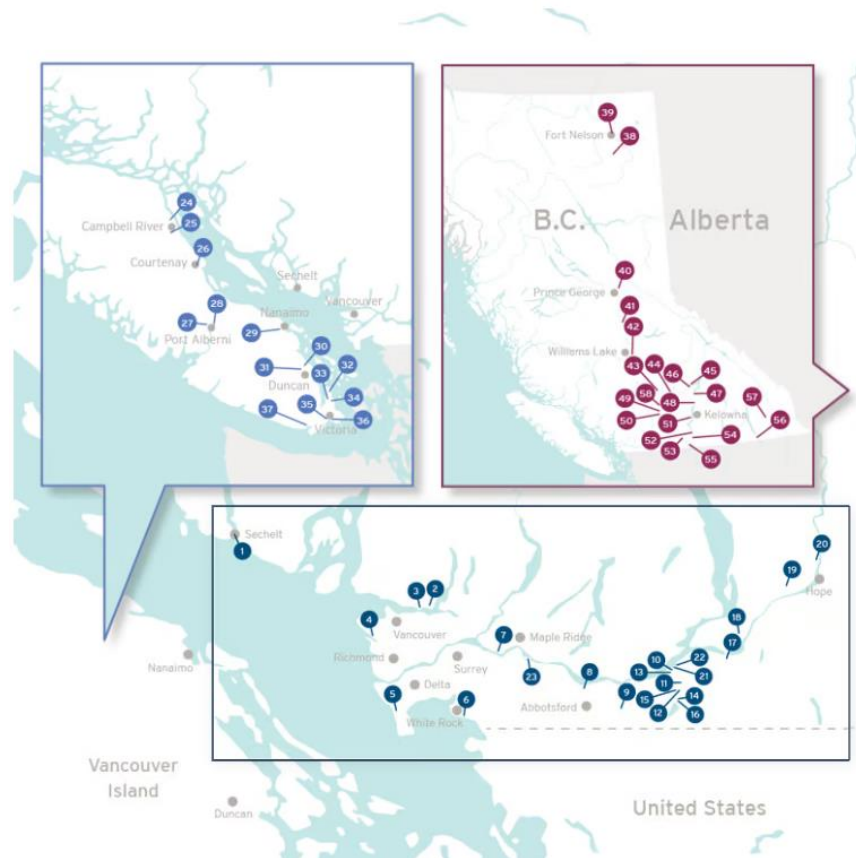 39
Fort Nelson
38
B.C.
Alberta
24
Campbell River
25
26
Courtenay
Sechelt
40
Prince George
28
Vancouver
Nanaimo
27
Port Alberni
29
41
42
Williams Lake
30
31
33
32
Duncan
43
44
46
45
58
47
57
49
48
34
37
35
50
51
Kelowna
56
36
Victoria
52
54
53
55
Sechelt
1
20
19
Hope
3
2
4
Vancouver
18
7
Maple Ridge
17
Richmond
Surrey
10
22
Nanaimo
23
8
13
21
Delta
11
5
6
9
15
14
White Rock
Abbotsford
12
16
Vancouver
Island
Duncan
United States